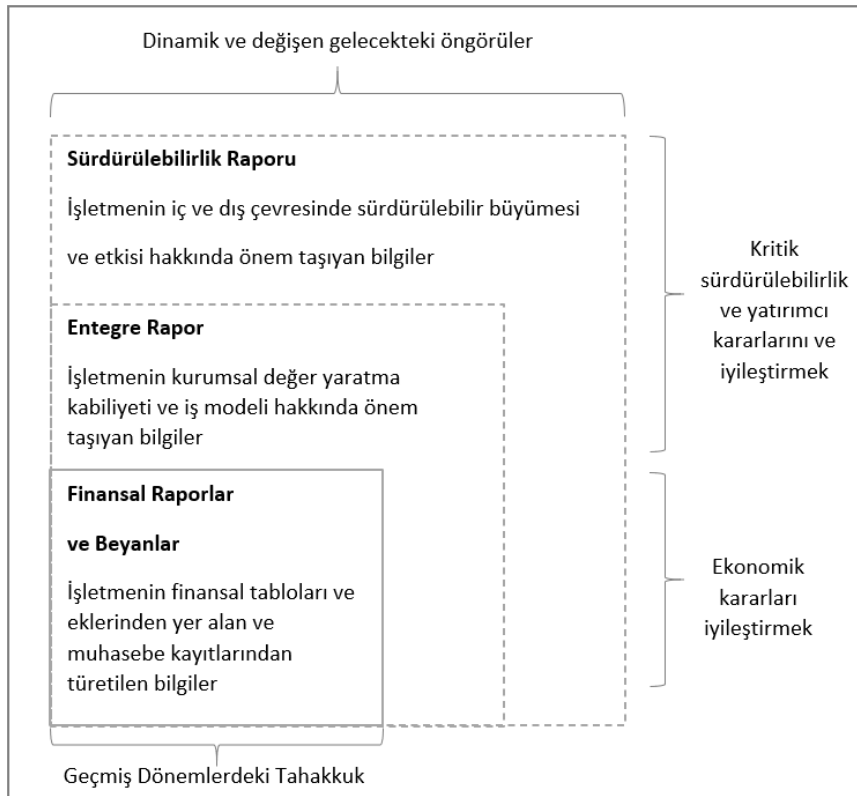 Dinamik ve değişen gelecekteki öngörüler
Sürdürülebilirlik Raporu
İşletmenin iç ve dış çevresinde sürdürülebilir büyümesi
ve etkisi hakkında önem taşıyan bilgiler
Entegre Rapor
İşletmenin kurumsal değer yaratma
kabiliyeti ve iş modeli hakkında önem
taşıyan bilgiler
Finansal Raporlar
ve Beyanlar
İşletmenin finansal tabloları ve
eklerinden yer alan ve
muhasebe kayıtlarından
türetilen bilgiler
Kritik
sürdürülebilirlik
ve yatırımcı
kararlarını ve
iyileştirmek
Ekonomik
kararları
iyileştirmek
Geçmiş Dönemlerdeki Tahakkuk